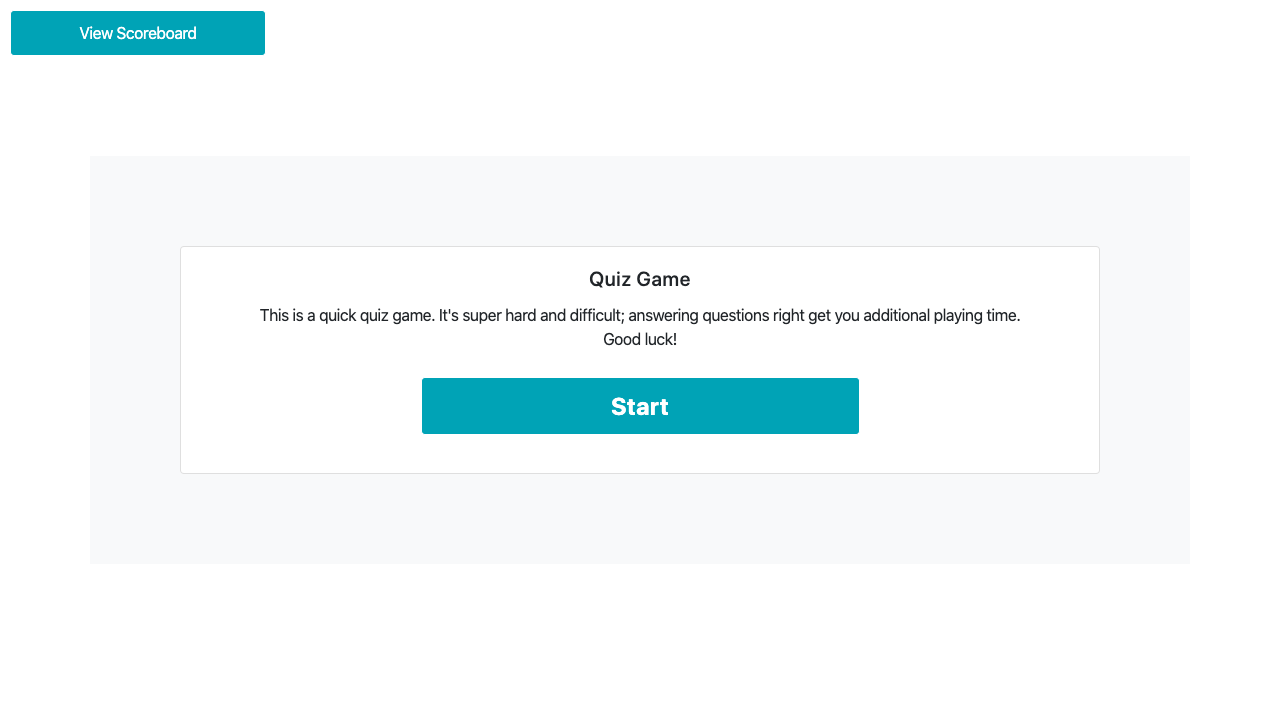 View Scoreboard
Quiz Game
This is a quick quiz game. It's super hard and difficult; answering questions right get you additional playing time.
Good luck!
Start